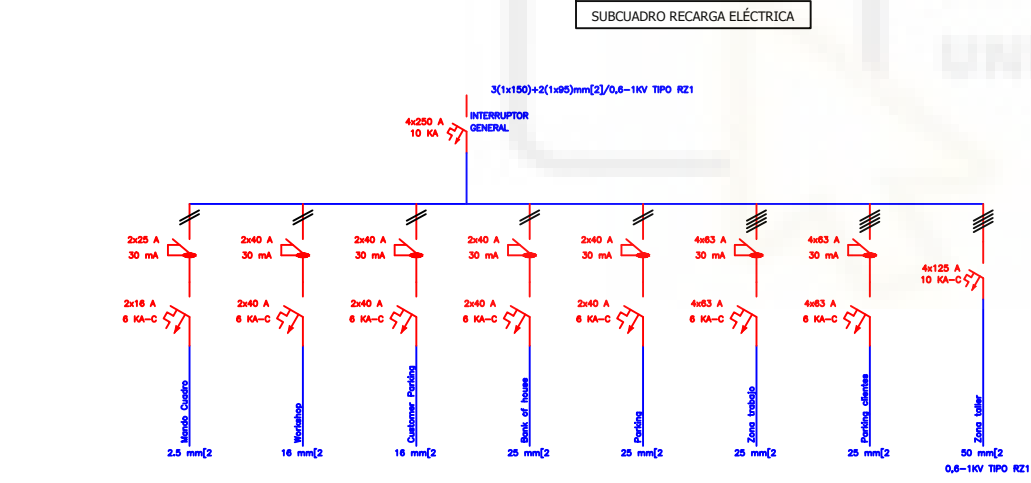 SUBCUADRO RECARGA ELÉCTRICA
UNI
3(1x150)+2(1x95)mm[2]/0,6-1KV TIPO RZ1
4x250 A
10 KA
INTERRUPTOR
GENERAL
2x25 A
30 mA
2x40 A
30 mA
2x40 A
30 mA
2x40 A
30 mA
2x40 A
30 mA
4x63 A
30 mA
4x63 A
30 mA
4x125 A
10 KA-C
2x16 A
6 KA-C
2x40 A
6 KA-C
2x40 A
6 KA-C
2x40 A
6 KA-C
2x40 A
6 KA-C
4x63 A
6 KA-C
4x63 A
6 KA-C
Mando Cuadro
Workshop
Customer Parking
Bank of house
Parking
Zona trabajo
Parking clientes
Zona taller
2.5 mm[2
16 mm[2
16 mm[2
25 mm[2
25 mm[2
25 mm[2
25 mm[2
50 mm[2
0,6-1KV TIPO RZ1